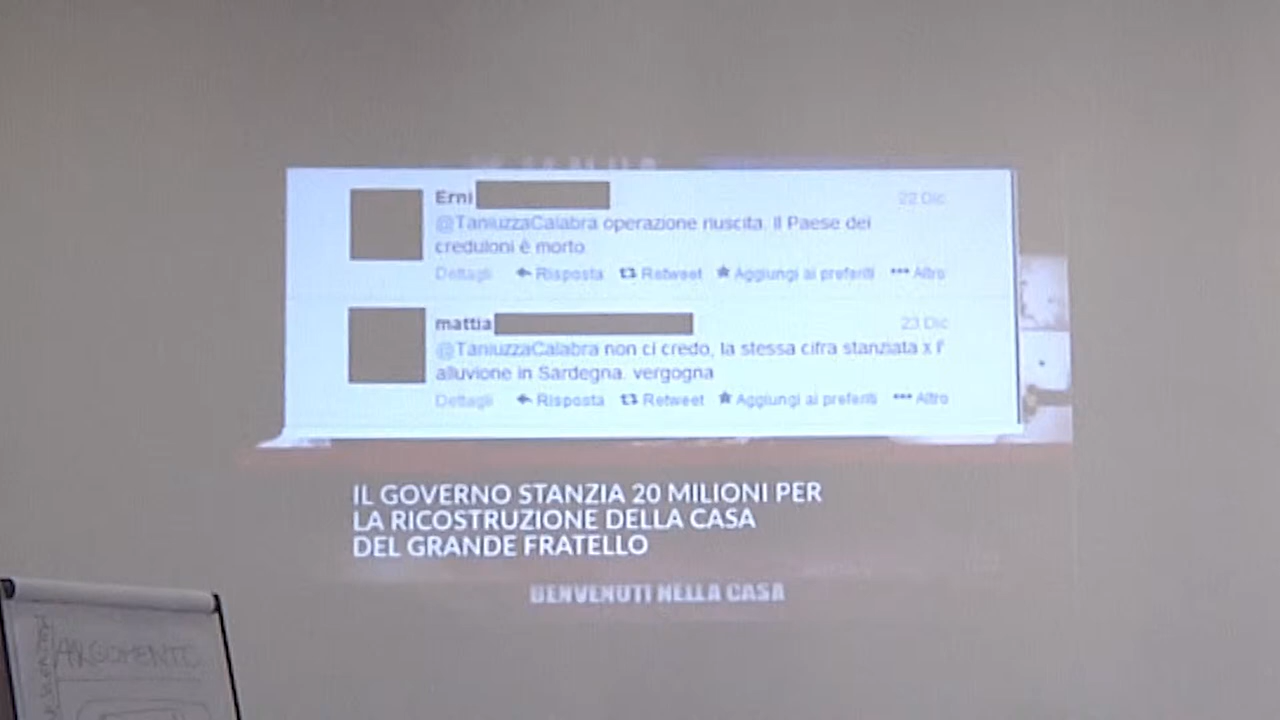 Erni
22 Dic
@TaniuzzaCalabra operazione riuscita. Il Paese dei
creduloni è morto.
Dettagli Risposta Retweet Aggiungi ai preferiti Altro
mattia
23 Dic
@TaniuzzaCalabra non ci credo, la stessa cifra stanziata x l'
alluvione in Sardegna. vergogna
Dettagli Risposta Retweet Aggiungi ai preferiti Altro
IL GOVERNO STANZIA 20 MILIONI PER
LA RICOSTRUZIONE DELLA CASA
DEL GRANDE FRATELLO
BENVENUTI NELLA CASA
ARGOMENTO